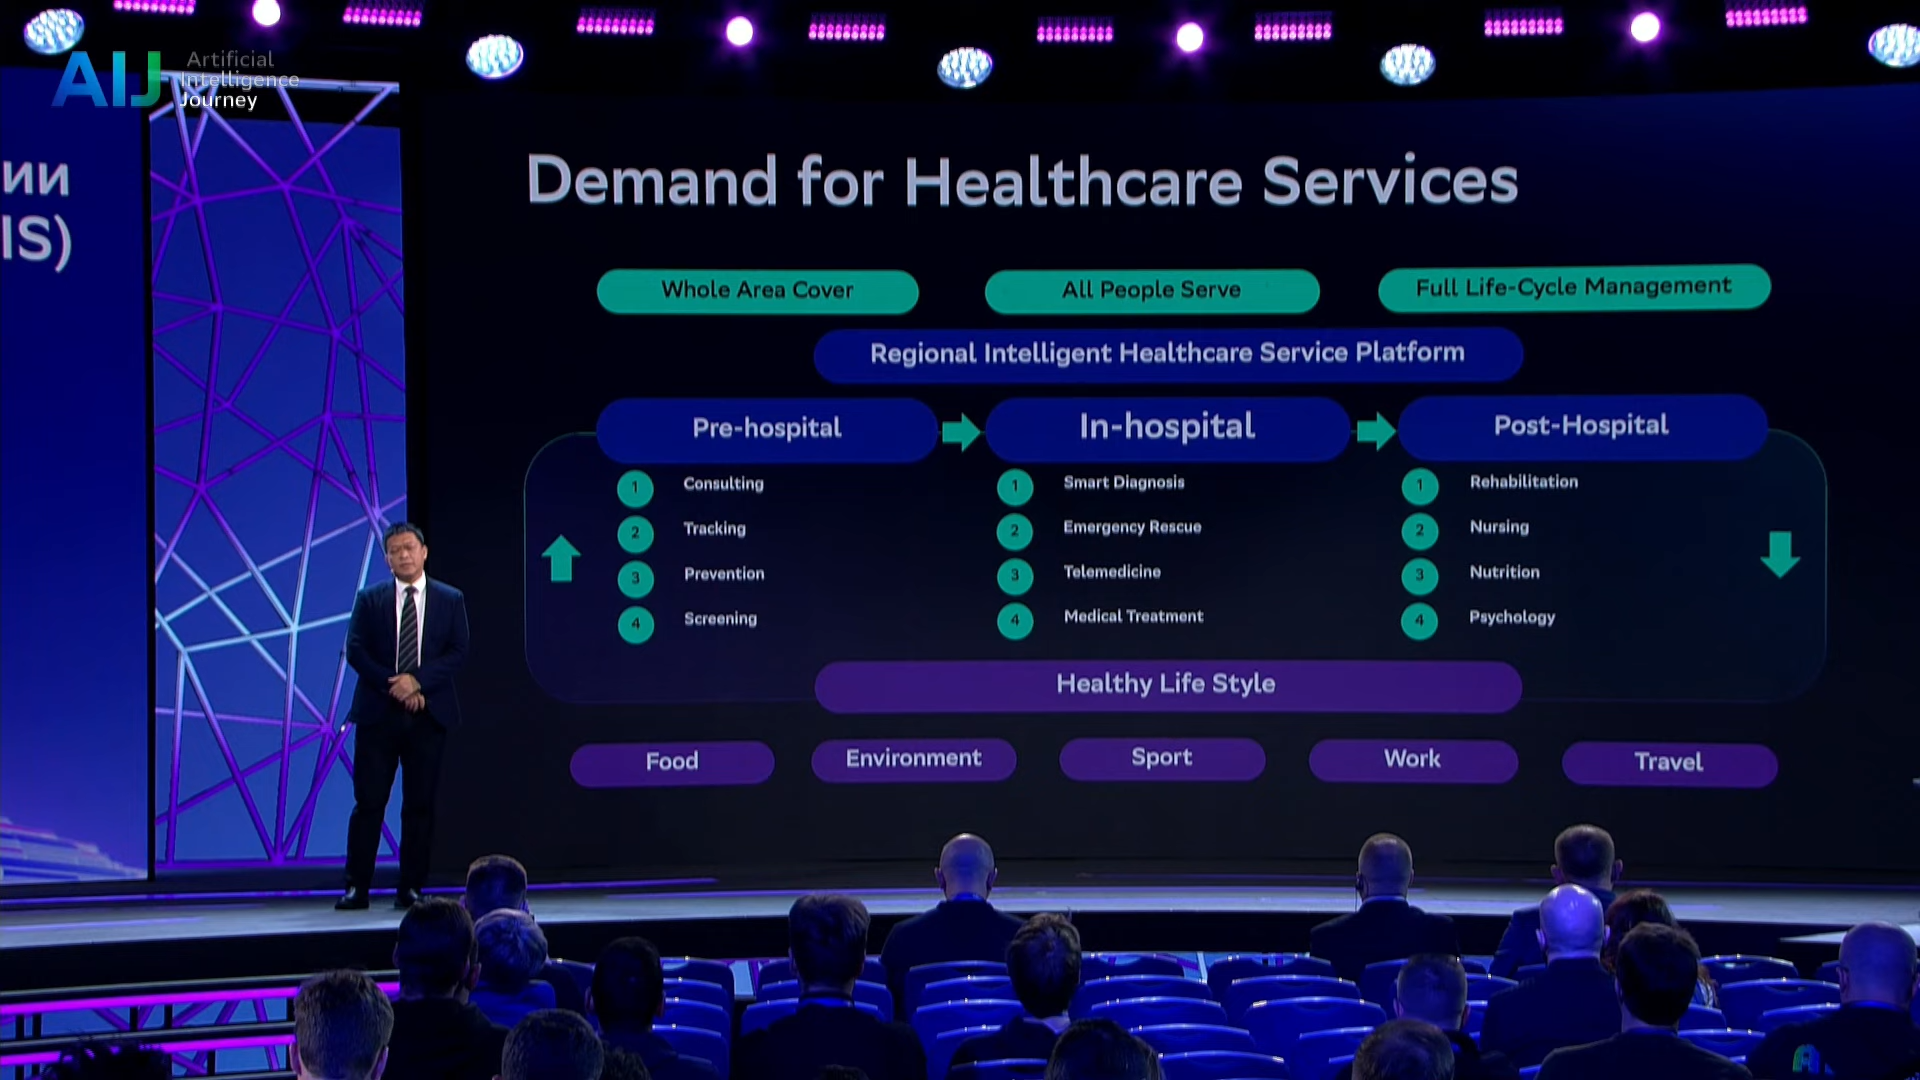 AIJ
Artificial
Intelligence
Journey
ии
IS)
Demand for Healthcare Services
Whole Area Cover
All People Serve
Full Life-Cycle Management
Regional Intelligent Healthcare Service Platform
Pre-hospital
In-hospital
Post-Hospital
1 Consulting
2 Tracking
3 Prevention
4 Screening
1 Smart Diagnosis
2 Emergency Rescue
3 Telemedicine
4 Medical Treatment
1 Rehabilitation
2 Nursing
3 Nutrition
4 Psychology
Healthy Life Style
Food
Environment
Sport
Work
Travel